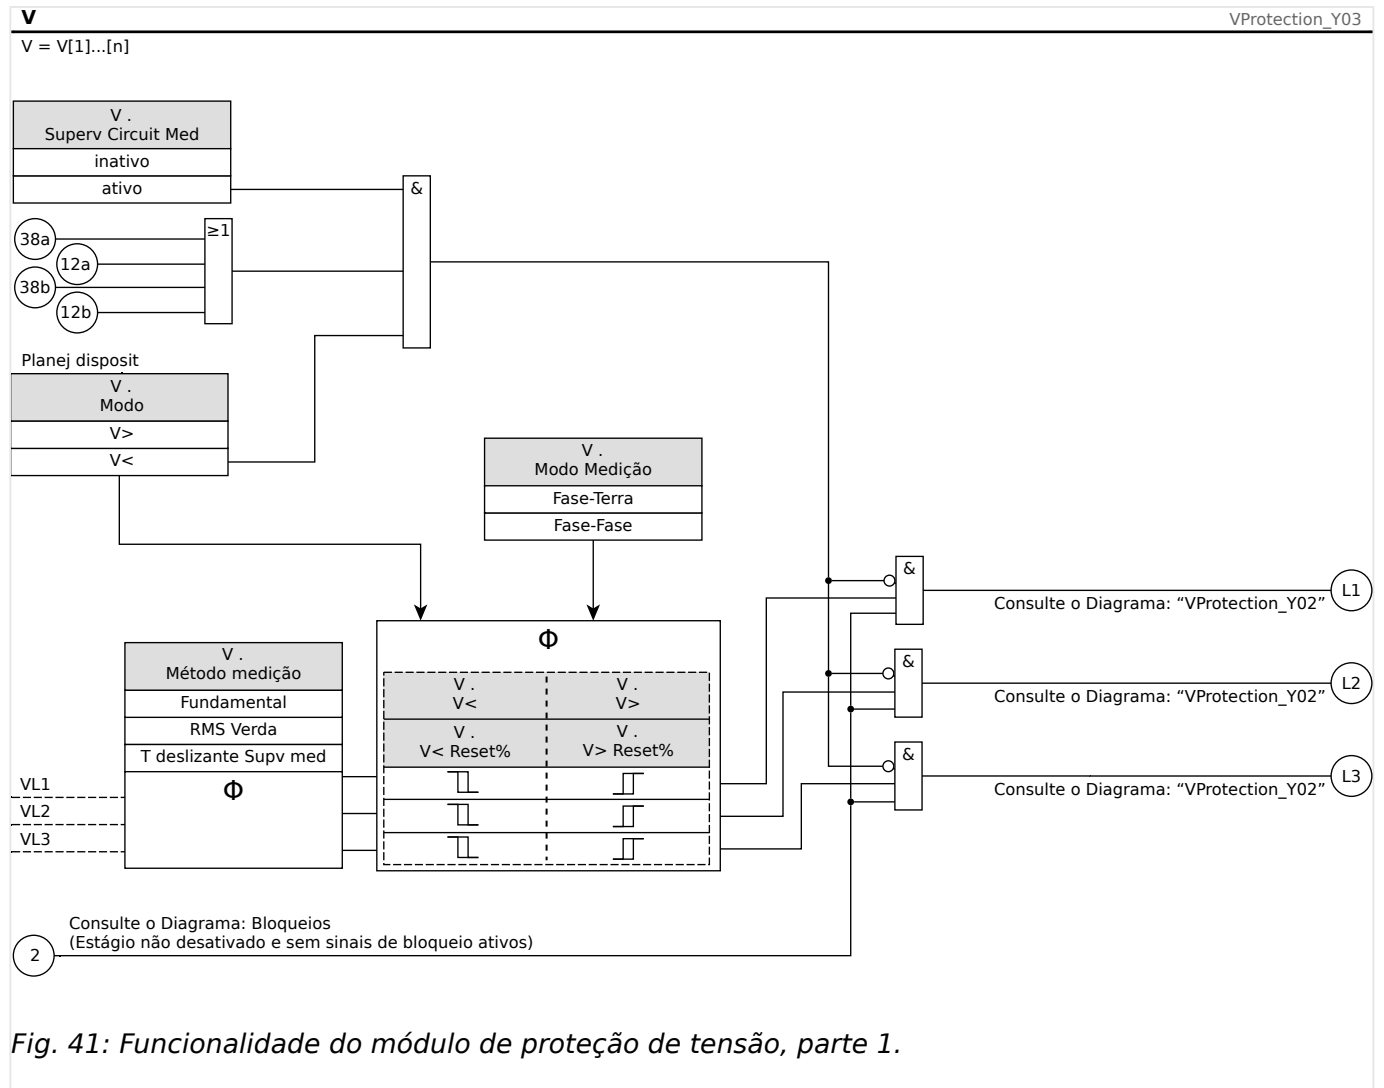 V
VProtection_Y03
V = V[1]...[n]
V .
Superv Circuit Med
inativo
ativo
&
38a
≥1
12a
38b
12b
Planej disposit
V .
Modo
V>
V<
V .
Modo Medição
Fase-Terra
Fase-Fase
&
L1
Consulte o Diagrama: “VProtection_Y02”
Φ
V .
Método medição
Fundamental
RMS Verda
T deslizante Supv med
Φ
V .
V<
V .
V>
V .
V< Reset%
V .
V> Reset%
&
L2
Consulte o Diagrama: “VProtection_Y02”
&
L3
Consulte o Diagrama: “VProtection_Y02”
VL1
VL2
VL3
Consulte o Diagrama: Bloqueios
(Estágio não desativado e sem sinais de bloqueio ativos)
2
Fig. 41: Funcionalidade do módulo de proteção de tensão, parte 1.